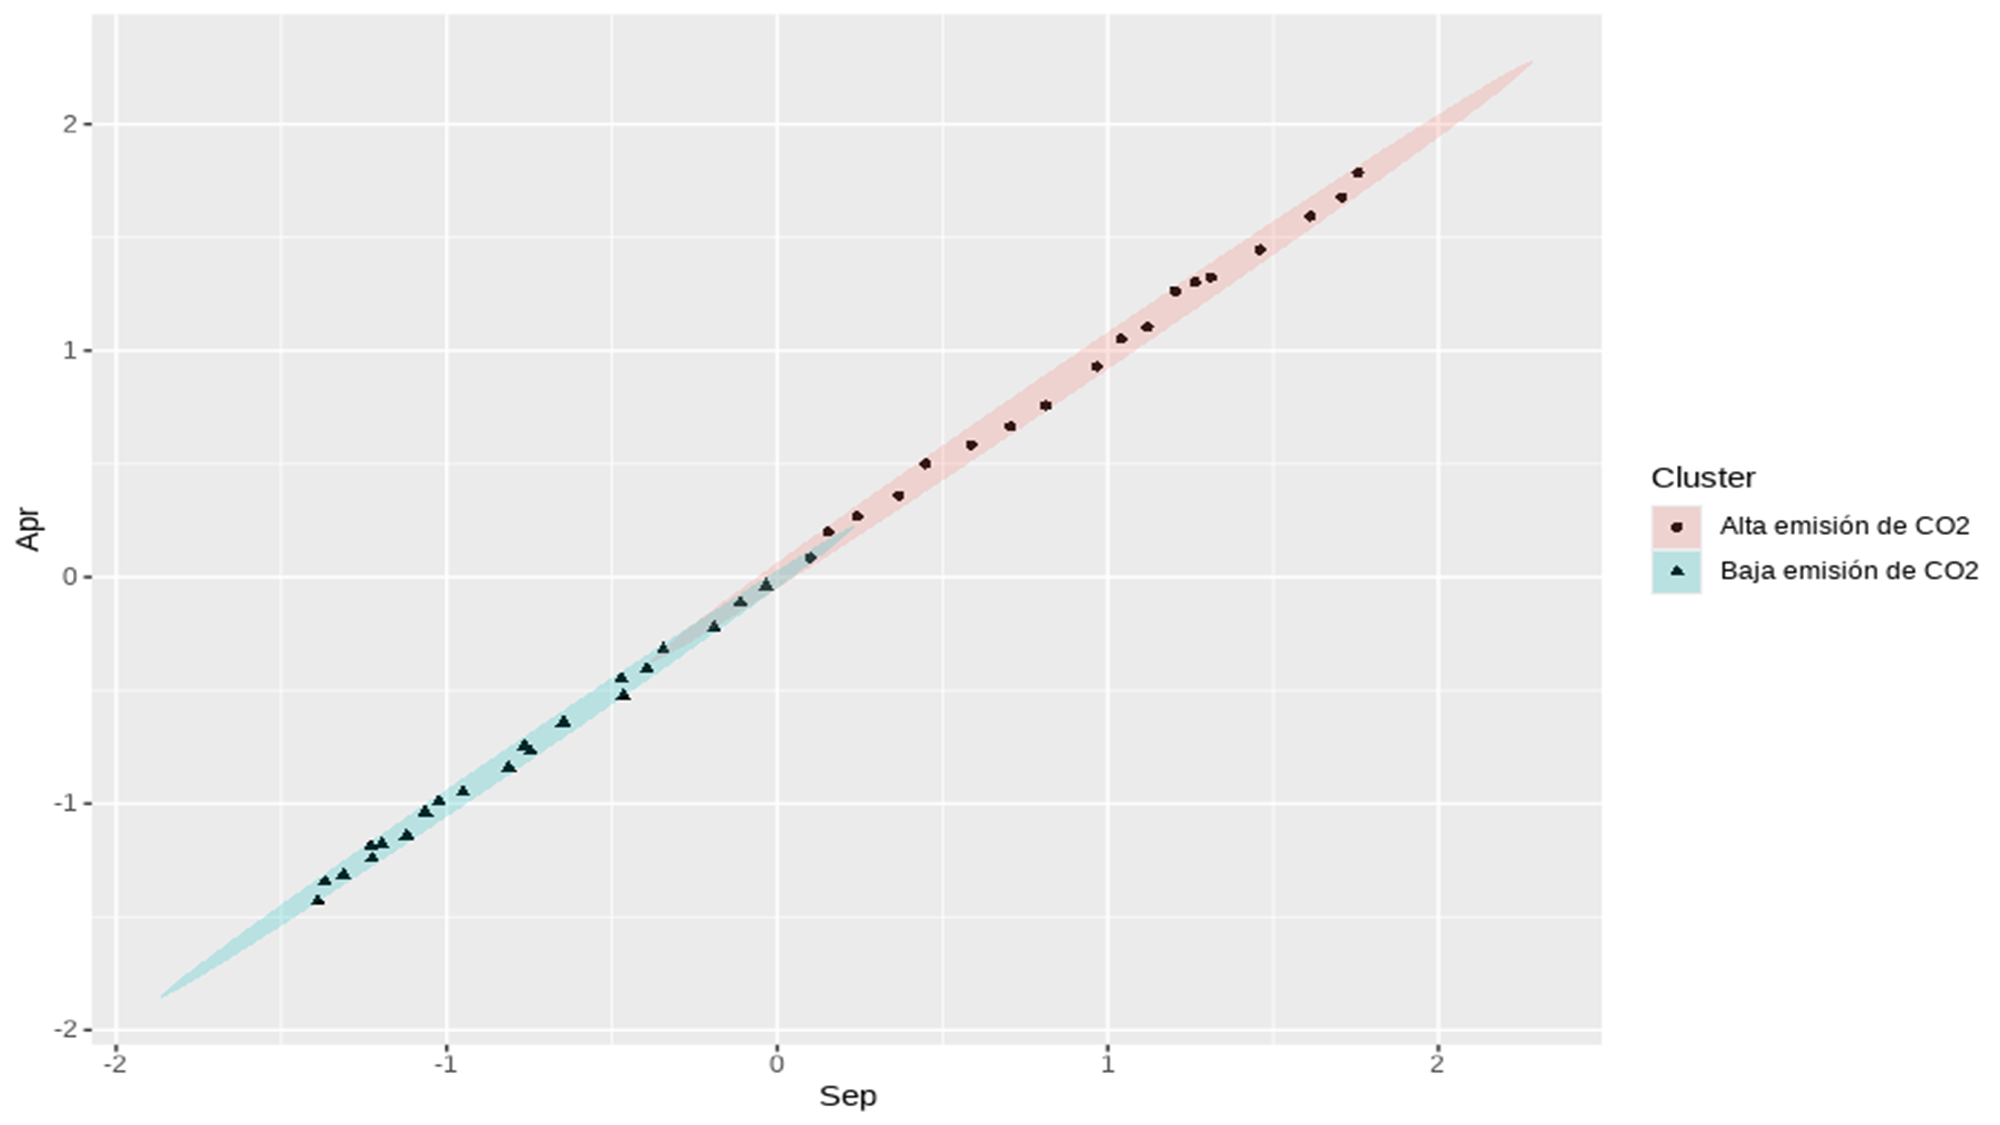 2
1
0
-1
-2
Apr
-2
-1
0
1
2
Sep
Cluster
Alta emisión de CO2
Baja emisión de CO2